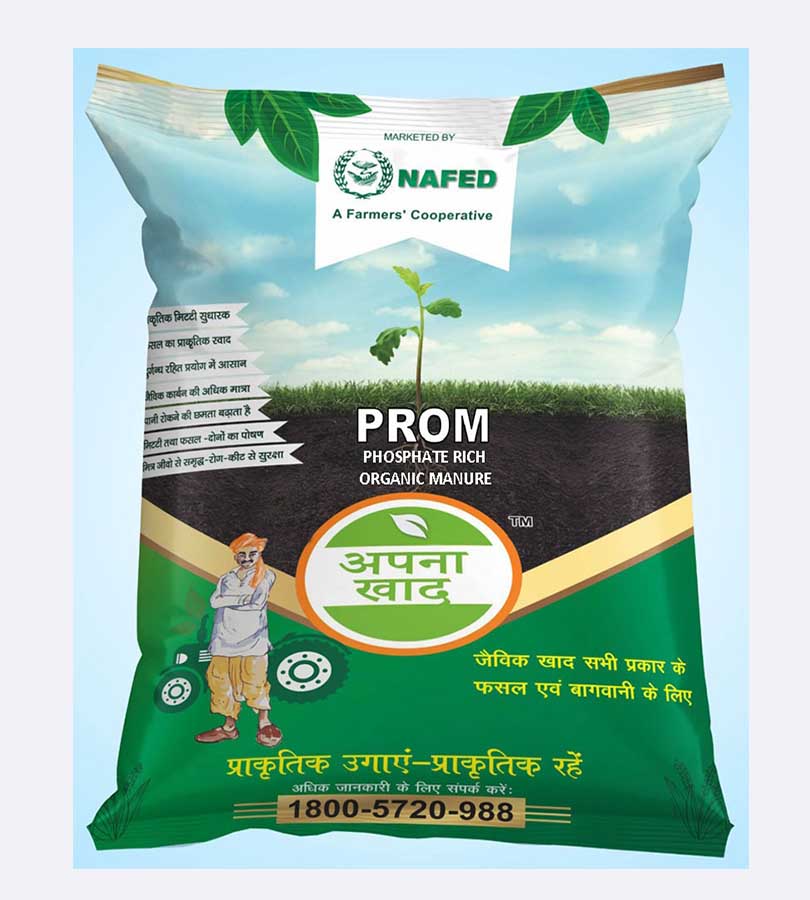 MARKETED BY
NAFED
A Farmers' Cooperative
मिटटी सुधारक
का प्राकृतिक स्वाद
रहित प्रयोग में आसान
कार्बन की अधिक मात्रा
रोकने की छमता बढ़ाता है
तथा फसल -दोनों का पोषण
जीवो से समृद्ध-रोग-कीट से सुरक्षा
PROM
PHOSPHATE RICH
ORGANIC MANURE
TM
अपना
खाद
जैविक खाद सभी प्रकार के
फसल एवं बागवानी के लिए
प्राकृतिक उगाएं-प्राकृतिक रहें
अधिक जानकारी के लिए संपर्क करें:
1800-5720-988